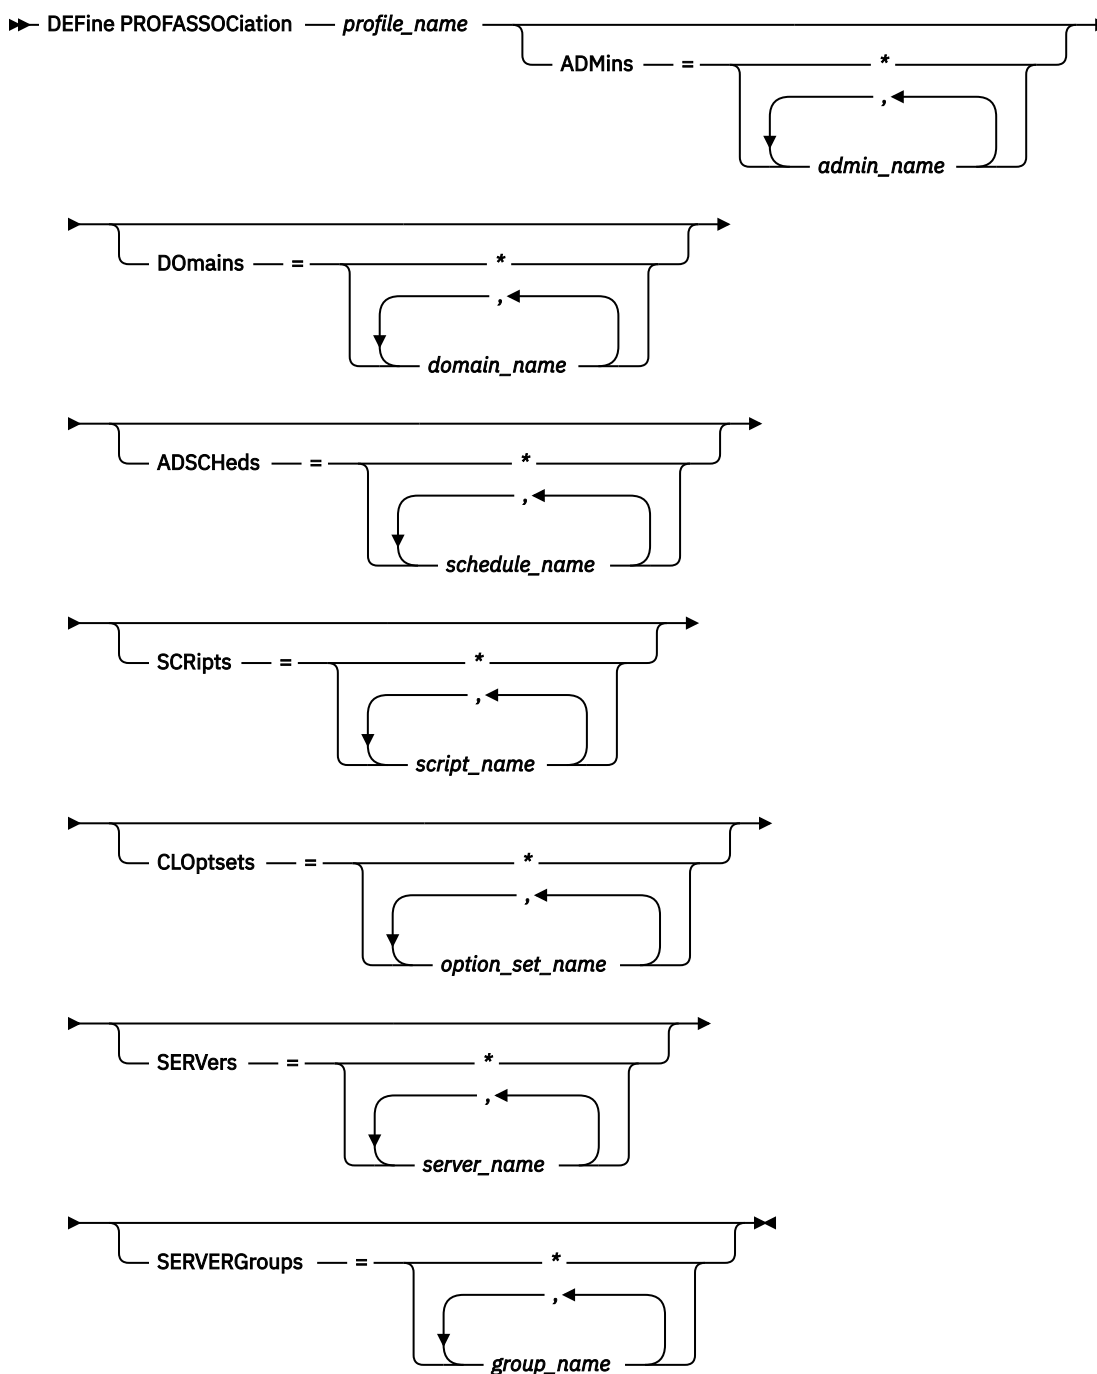 DEFine PROFASSOCiation profile_name
ADMins = *
,
admin_name
DOmains = *
,
domain_name
ADSCHeds = *
,
schedule_name
SCRipts = *
,
script_name
CLOptsets = *
,
option_set_name
SERVers = *
,
server_name
SERVERGroups = *
,
group_name